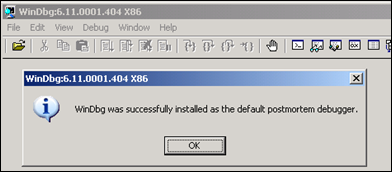 WinDbg:6.11.0001.404 X86
File Edit View Debug Window Help
WinDbg:6.11.0001.404 X86
WinDbg was successfully installed as the default postmortem debugger.
OK